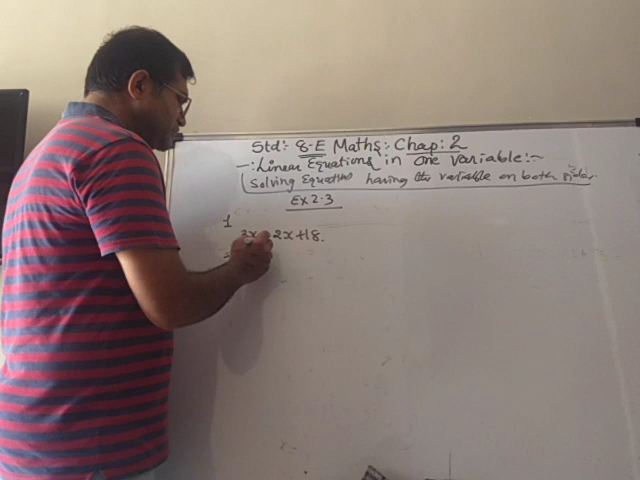 Std:- 8-E Maths:- Chap: 2
-: Linear Equations in One Variable :-
Solving Equations having the variable on both sides.
Ex 2.3
1
3x = 2x + 18.
=